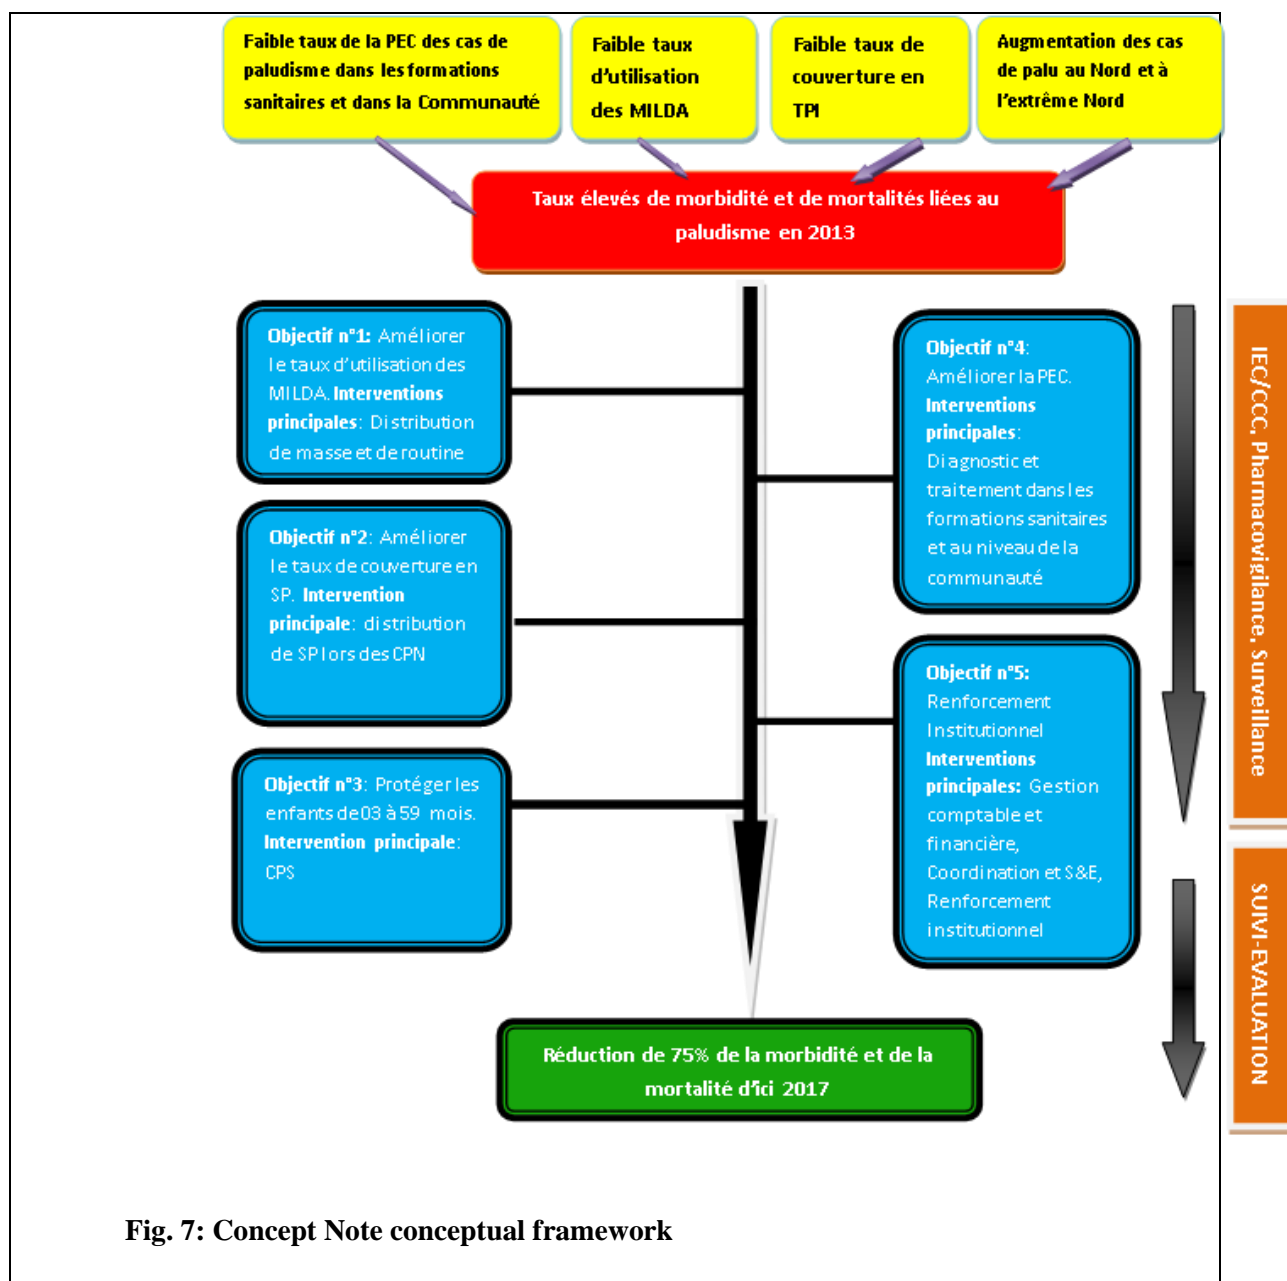 Faible taux de la PEC des cas de
paludisme dans les formations
sanitaires et dans la Communauté
Faible taux
d'utilisation
des MILDA
Faible taux de
couverture en
TPI
Augmentation des cas
de palu au Nord et à
l'extrême Nord
Taux élevés de morbidité et de mortalités liées au
paludisme en 2013
Objectif n°1: Améliorer
le taux d'utilisation des
MILDA. Interventions
principales: Distribution
de masse et de routine
Objectif n°2: Améliorer
le taux de couverture en
SP. Intervention
principale: distribution
de SP lors des CPN
Objectif n°3: Protéger les
enfants de 03 à 59 mois.
Intervention principale:
CPS
Objectif n°4:
Améliorer la PEC.
Interventions
principales:
Diagnostic et
traitement dans les
formations sanitaires
et au niveau de la
communauté
Objectif n°5:
Renforcement
Institutionnel
Interventions
principales: Gestion
comptable et
financière,
Coordination et S&E,
Renforcement
institutionnel
IEC/CCC, Pharmacovigilance, Surveillance
SUIVI-EVALUATION
Réduction de 75% de la morbidité et de la
mortalité d'ici 2017
Fig. 7: Concept Note conceptual framework